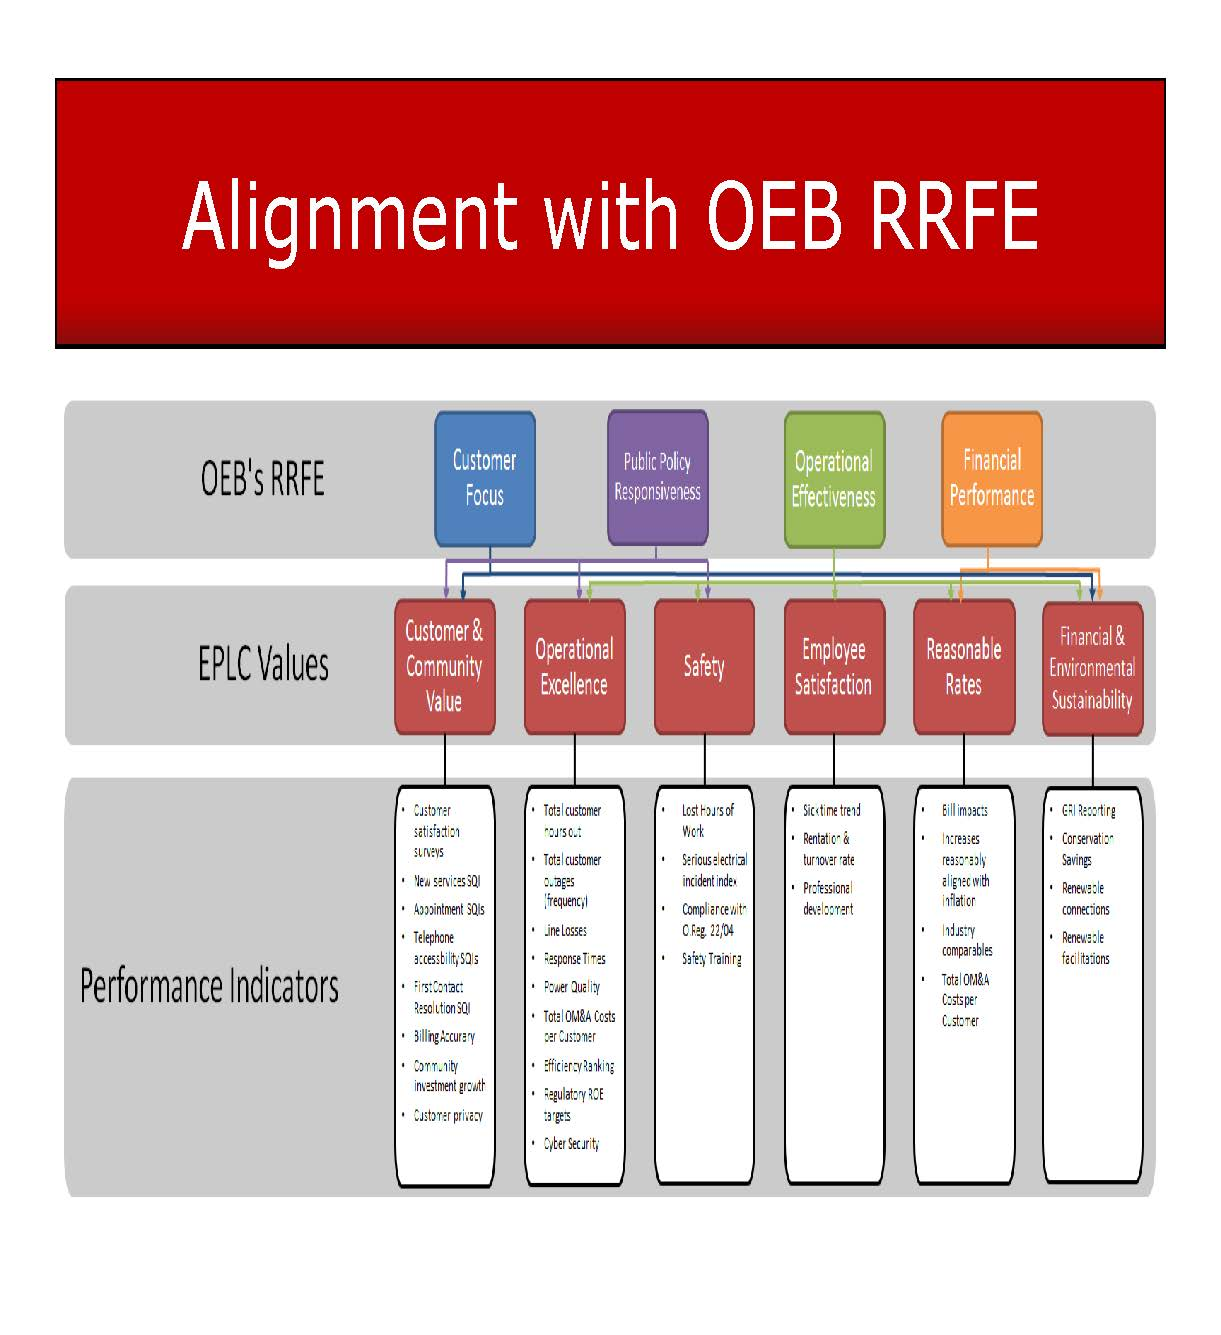 Alignment with OEB RRFE
OEB's RRFE
Customer
Focus
Public Policy
Responsiveness
Operational
Effectiveness
Financial
Performance
EPLC Values
Customer &
Community
Value
Operational
Excellence
Safety
Employee
Satisfaction
Reasonable
Rates
Financial &
Environmental
Sustainability
Performance Indicators
• Customer
satisfaction
surveys
• New services SQI
• Appointment SQIs
• Telephone
accessbility SQIs
• First Contact
Resolution SQI
• Billing Accurary
• Community
investment growth
• Customer privacy
• Total customer
hours out
• Total customer
outages
(frequency)
• Line Losses
• Response Times
• Power Quality
• Total OM&A Costs
per Customer
• Efficiency Ranking
• Regulatory ROE
targets
• Cyber Security
• Lost Hours of
Work
• Serious electrical
incident index
• Compliance with
O.Reg. 22/04
• Safety Training
• Sick time trend
• Rentation &
turnover rate
• Professional
development
• Bill impacts
• Increases
reasonably
aligned with
inflation
• Industry
comparables
• Total OM&A
Costs per
Customer
• GRI Reporting
• Conservation
Savings
• Renewable
connections
• Renewable
facilitations